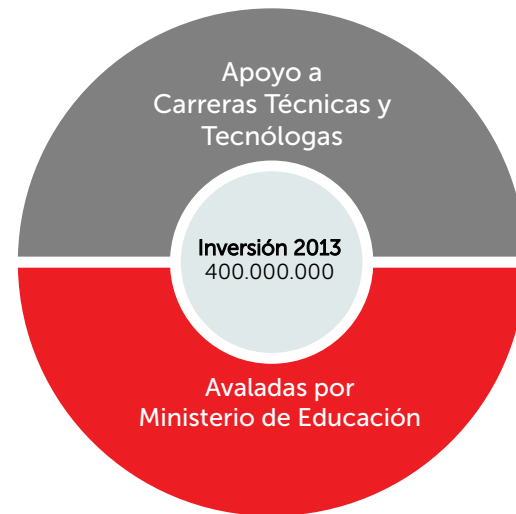 Apoyo a
Carreras Técnicas y
Tecnólogas
Inversión 2013
400.000.000
Avaladas por
Ministerio de Educación